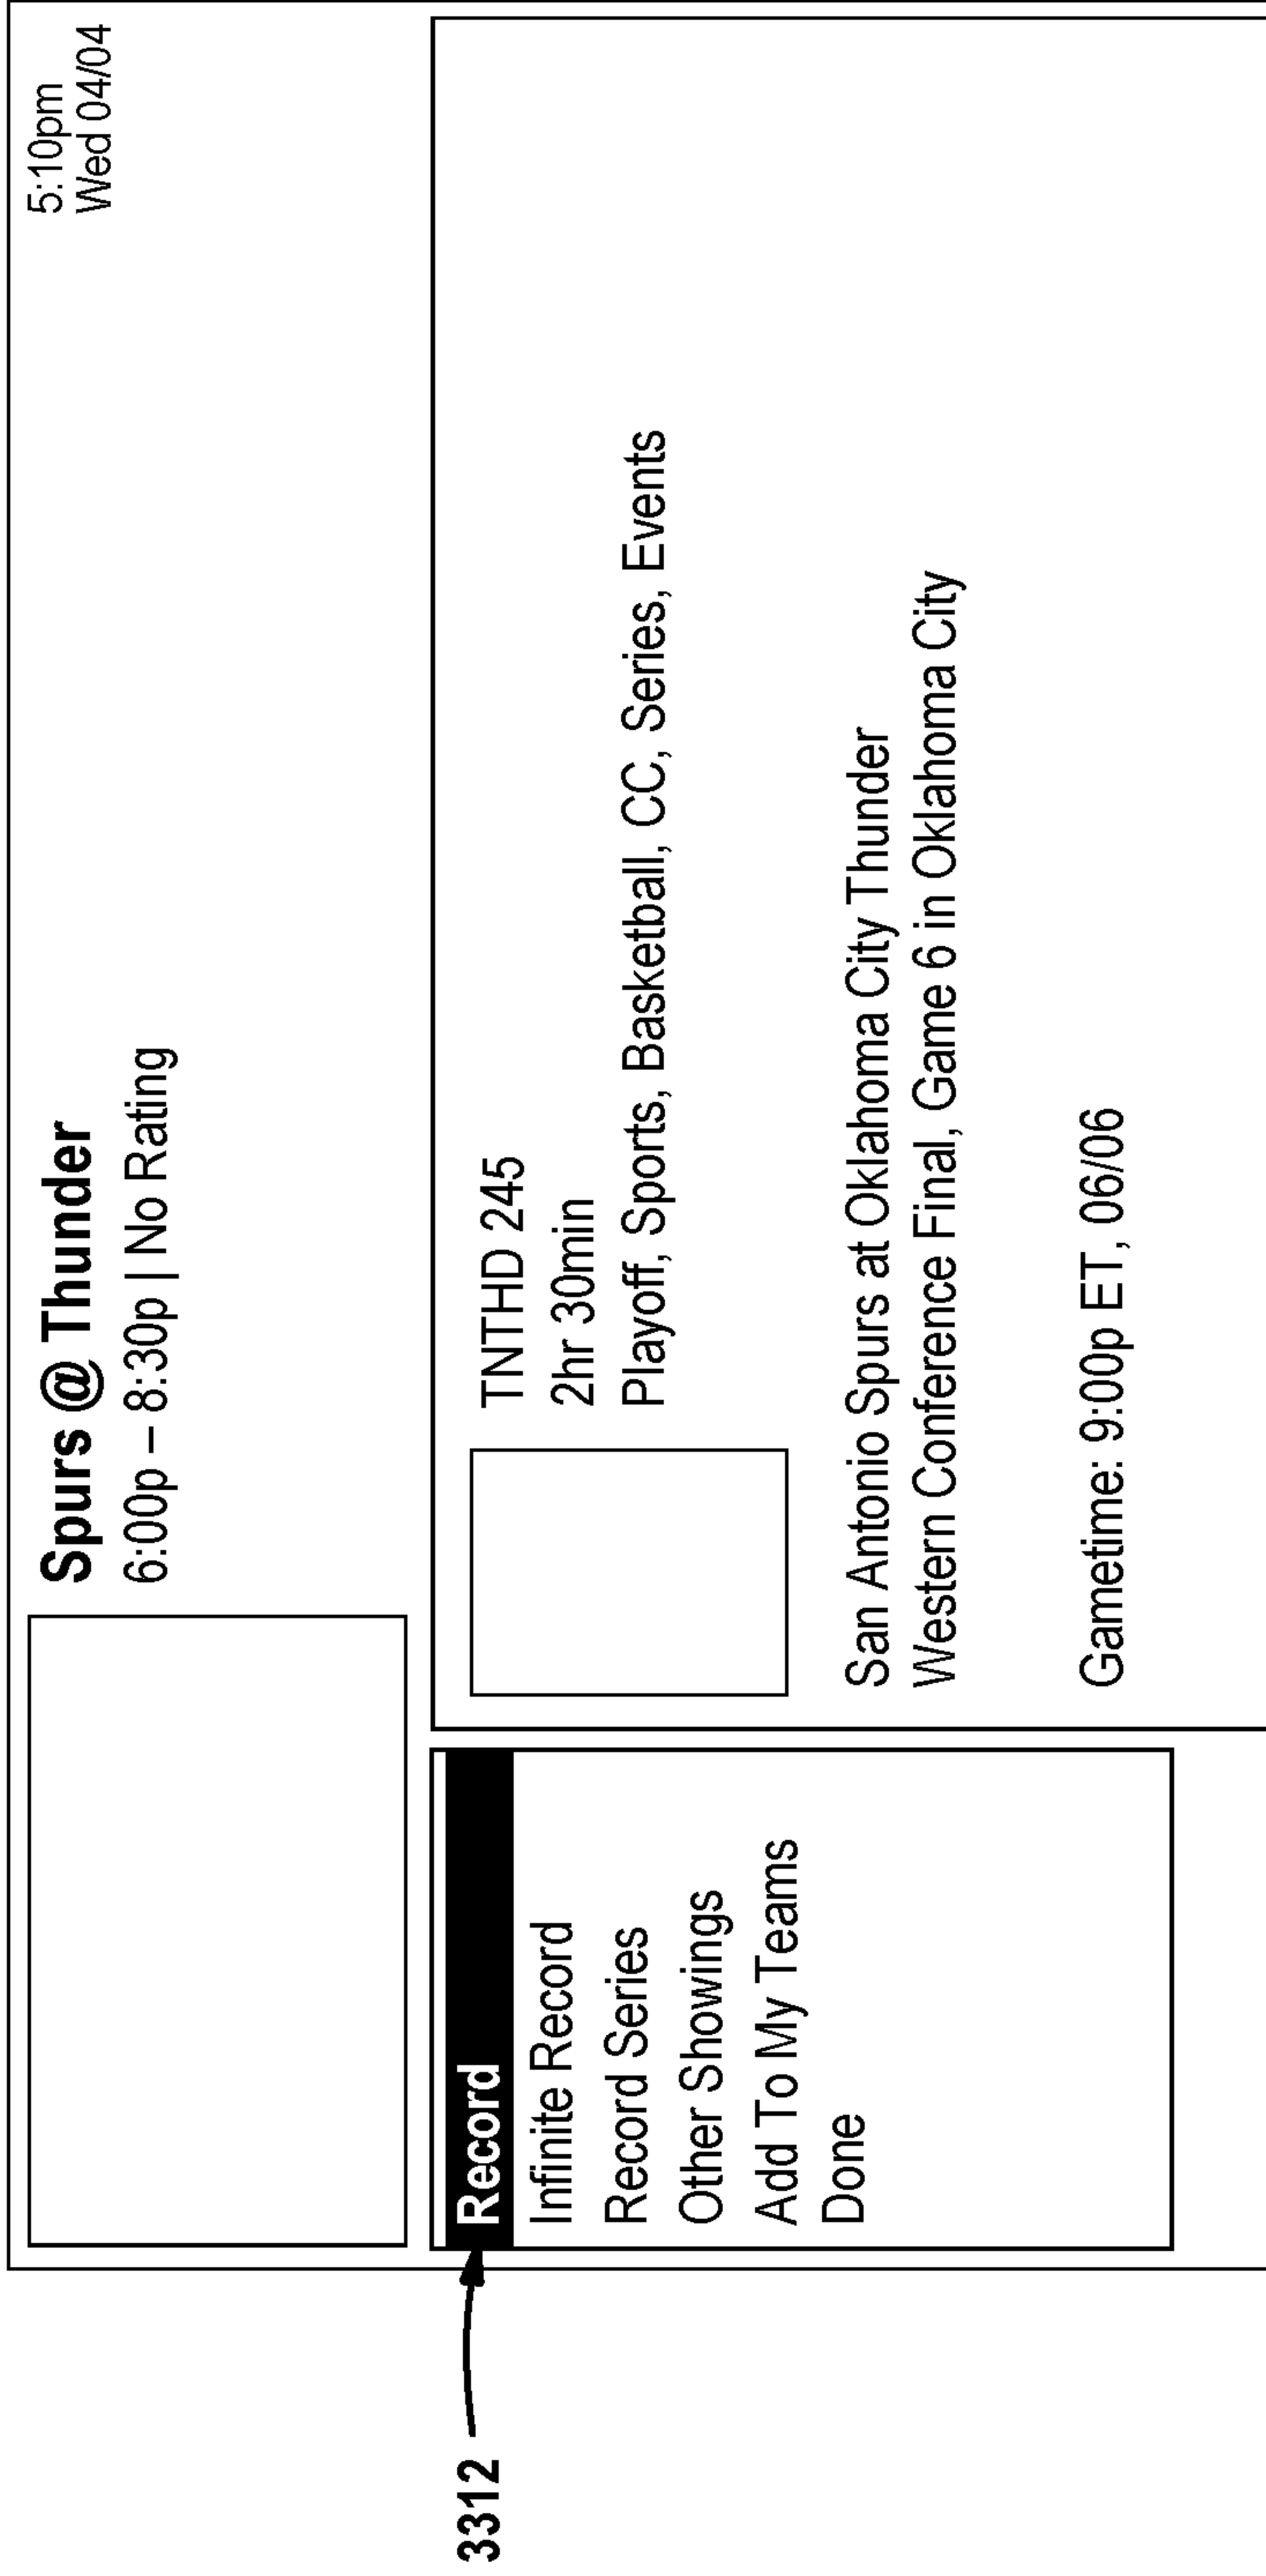 Spurs @ Thunder
6:00p – 8:30p | No Rating
5:10pm
Wed 04/04
3312
Record
Infinite Record
Record Series
Other Showings
Add To My Teams
Done
TNTHD 245
2hr 30min
Playoff, Sports, Basketball, CC, Series, Events
San Antonio Spurs at Oklahoma City Thunder
Western Conference Final, Game 6 in Oklahoma City
Gametime: 9:00p ET, 06/06